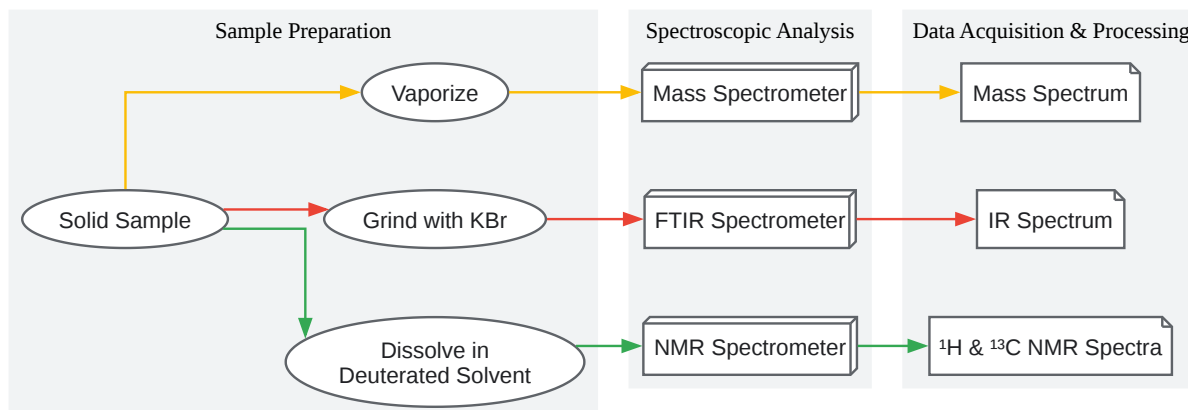 Sample Preparation
Spectroscopic Analysis
Data Acquisition & Processing
Vaporize
Mass Spectrometer
Mass Spectrum
Solid Sample
Grind with KBr
FTIR Spectrometer
IR Spectrum
Dissolve in
Deuterated Solvent
NMR Spectrometer
¹H & ¹³C NMR Spectra